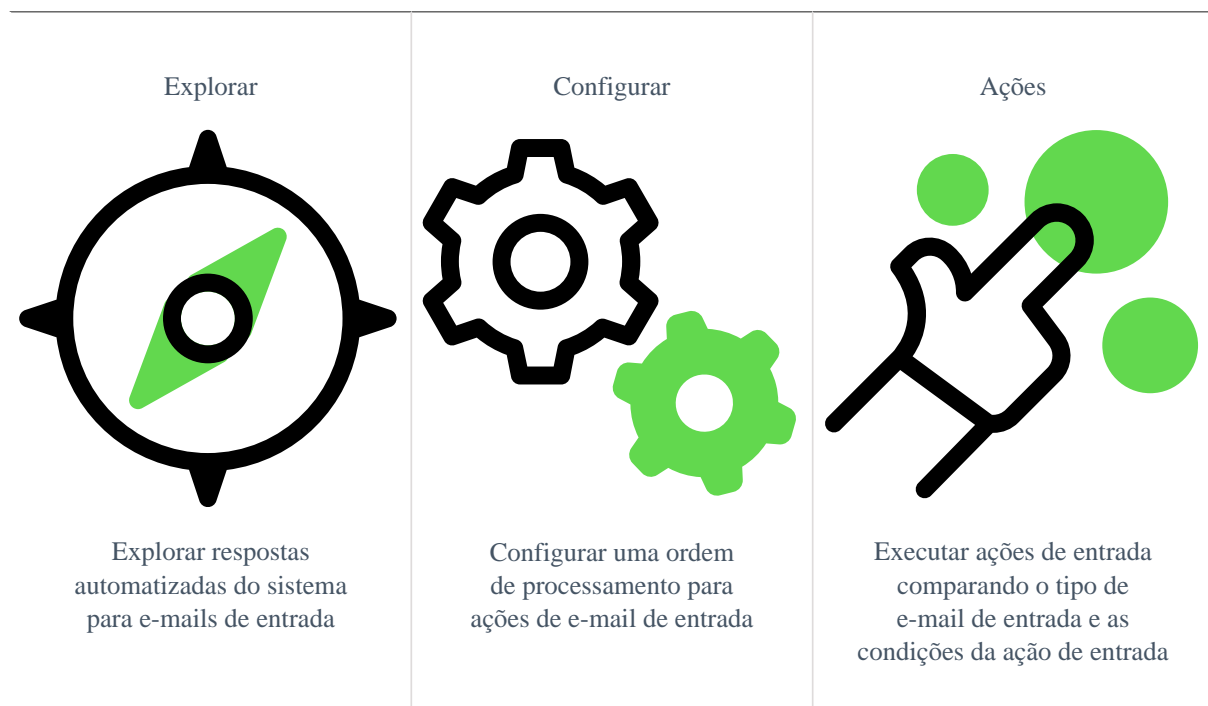 Explorar
Explorar respostas
automatizadas do sistema
para e-mails de entrada
Configurar
Configurar uma ordem
de processamento para
ações de e-mail de entrada
Ações
Executar ações de entrada
comparando o tipo de
e-mail de entrada e as
condições da ação de entrada